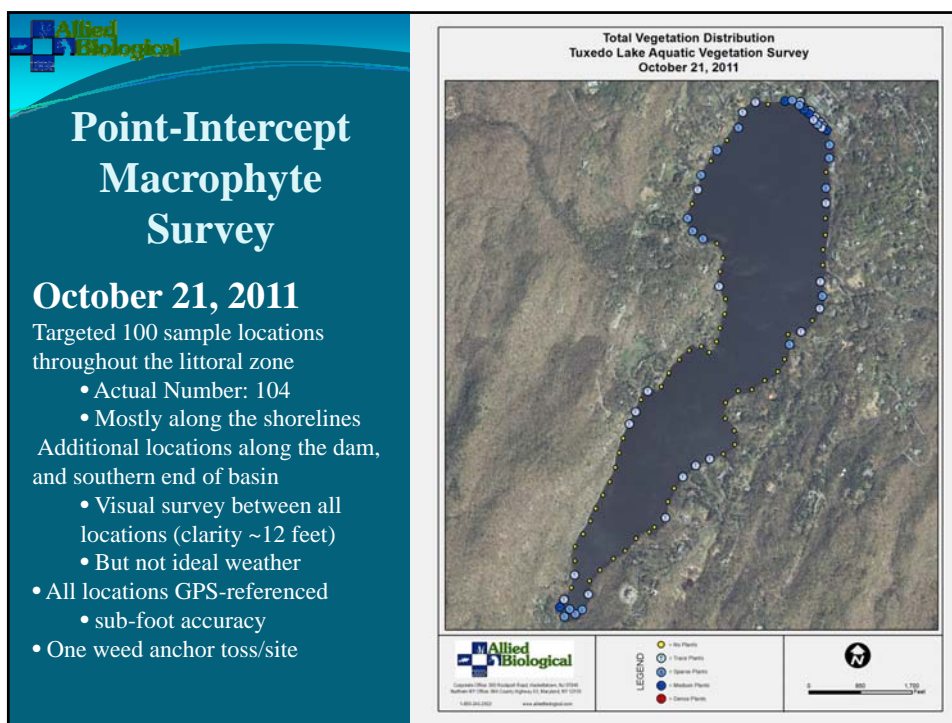 Allied
Biological
Point-Intercept
Macrophyte
Survey
October 21, 2011
Targeted 100 sample locations
throughout the littoral zone
• Actual Number: 104
• Mostly along the shorelines
Additional locations along the dam,
and southern end of basin
• Visual survey between all
locations (clarity ~12 feet)
• But not ideal weather
• All locations GPS-referenced
• sub-foot accuracy
• One weed anchor toss/site
Total Vegetation Distribution
Tuxedo Lake Aquatic Vegetation Survey
October 21, 2011
Allied
Biological
www.alliedbiological.com
LEGEND
= No Plants
T = Trace Plants
S = Sparse Plants
= Medium Plants
= Dense Plants
N
0 850 1,700
Feet